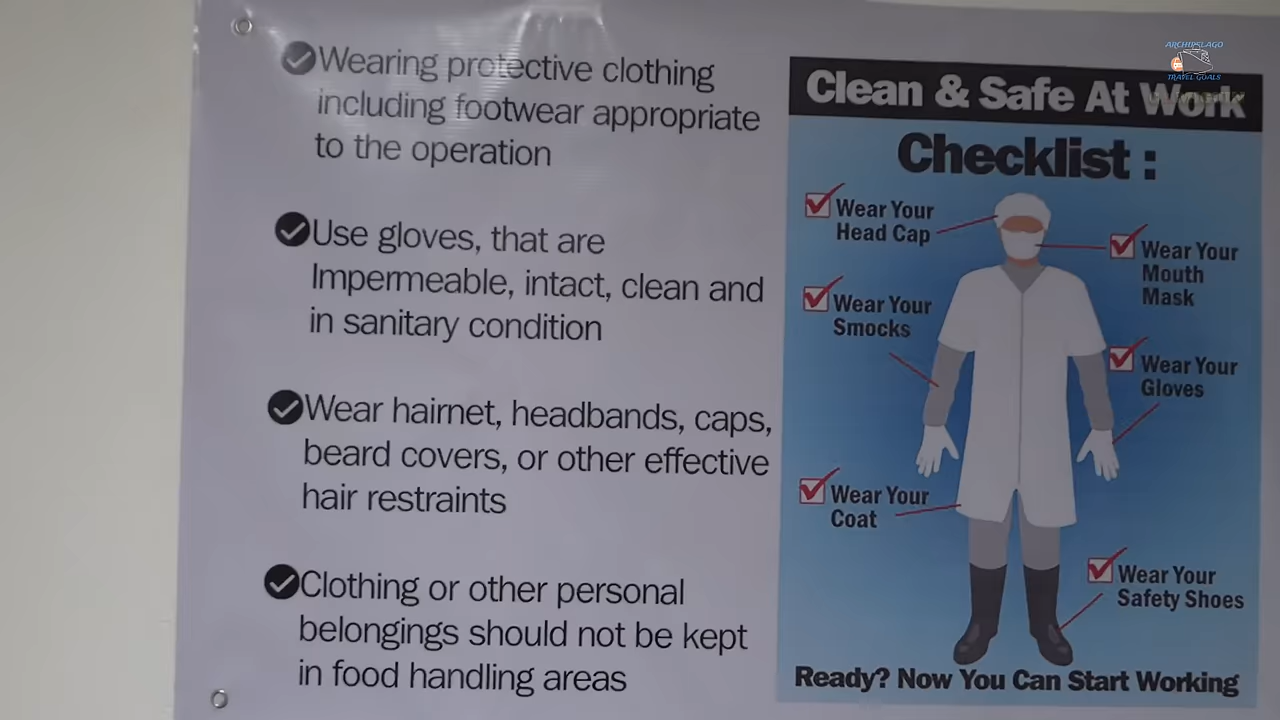 Wearing protective clothing
including footwear appropriate
to the operation
Use gloves, that are
Impermeable, intact, clean and
in sanitary condition
Wear hairnet, headbands, caps,
beard covers, or other effective
hair restraints
Clothing or other personal
belongings should not be kept
in food handling areas
ARCHIPELAGO
TRAVEL GOALS
Clean & Safe At Work
Checklist :
Wear Your
Head Cap
Wear Your
Mouth
Mask
Wear Your
Smocks
Wear Your
Gloves
Wear Your
Coat
Wear Your
Safety Shoes
Ready? Now You Can Start Working